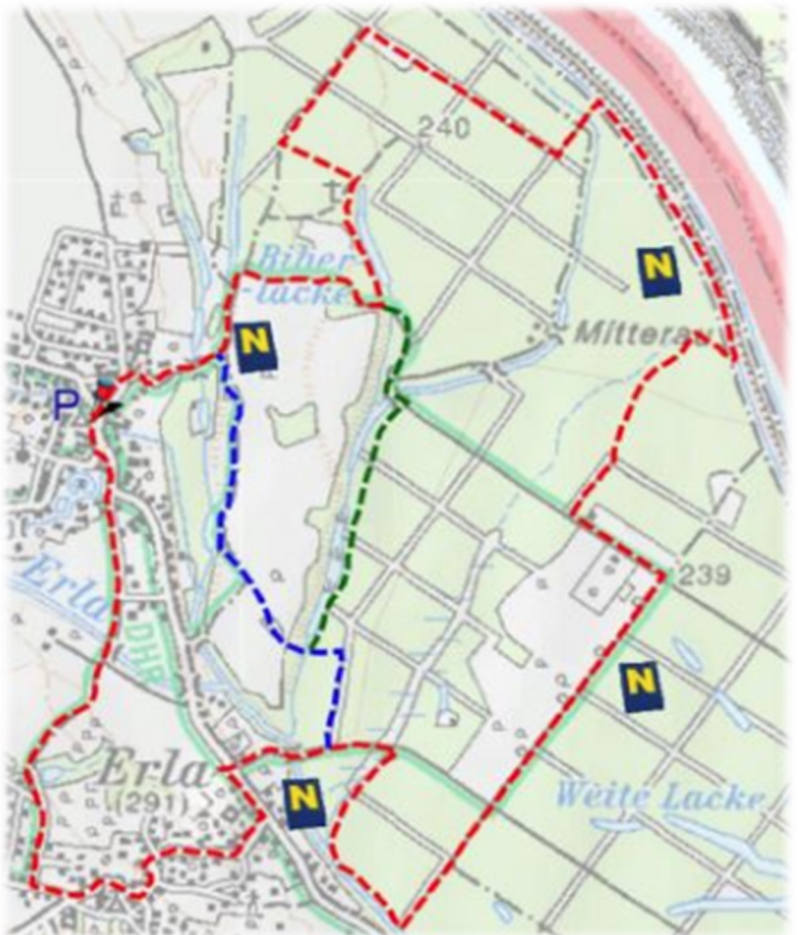 240
Biber
-lacke
N
N
Mitterau
P
Erla
239
DHR
N
Erla
(291)
N
Weite Lacke